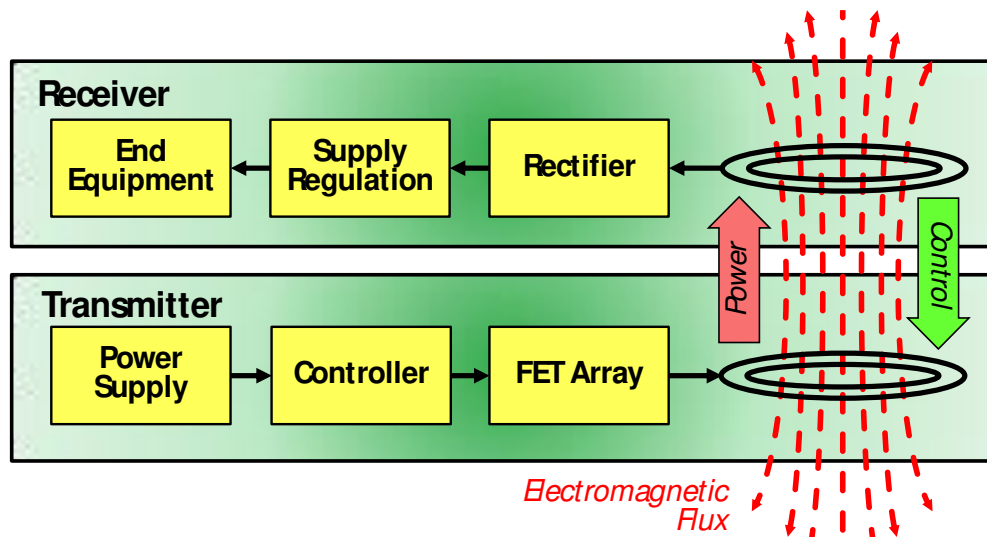 Receiver
End
Equipment
Supply
Regulation
Rectifier
Power
Control
Transmitter
Power
Supply
Controller
FET Array
Electromagnetic
Flux